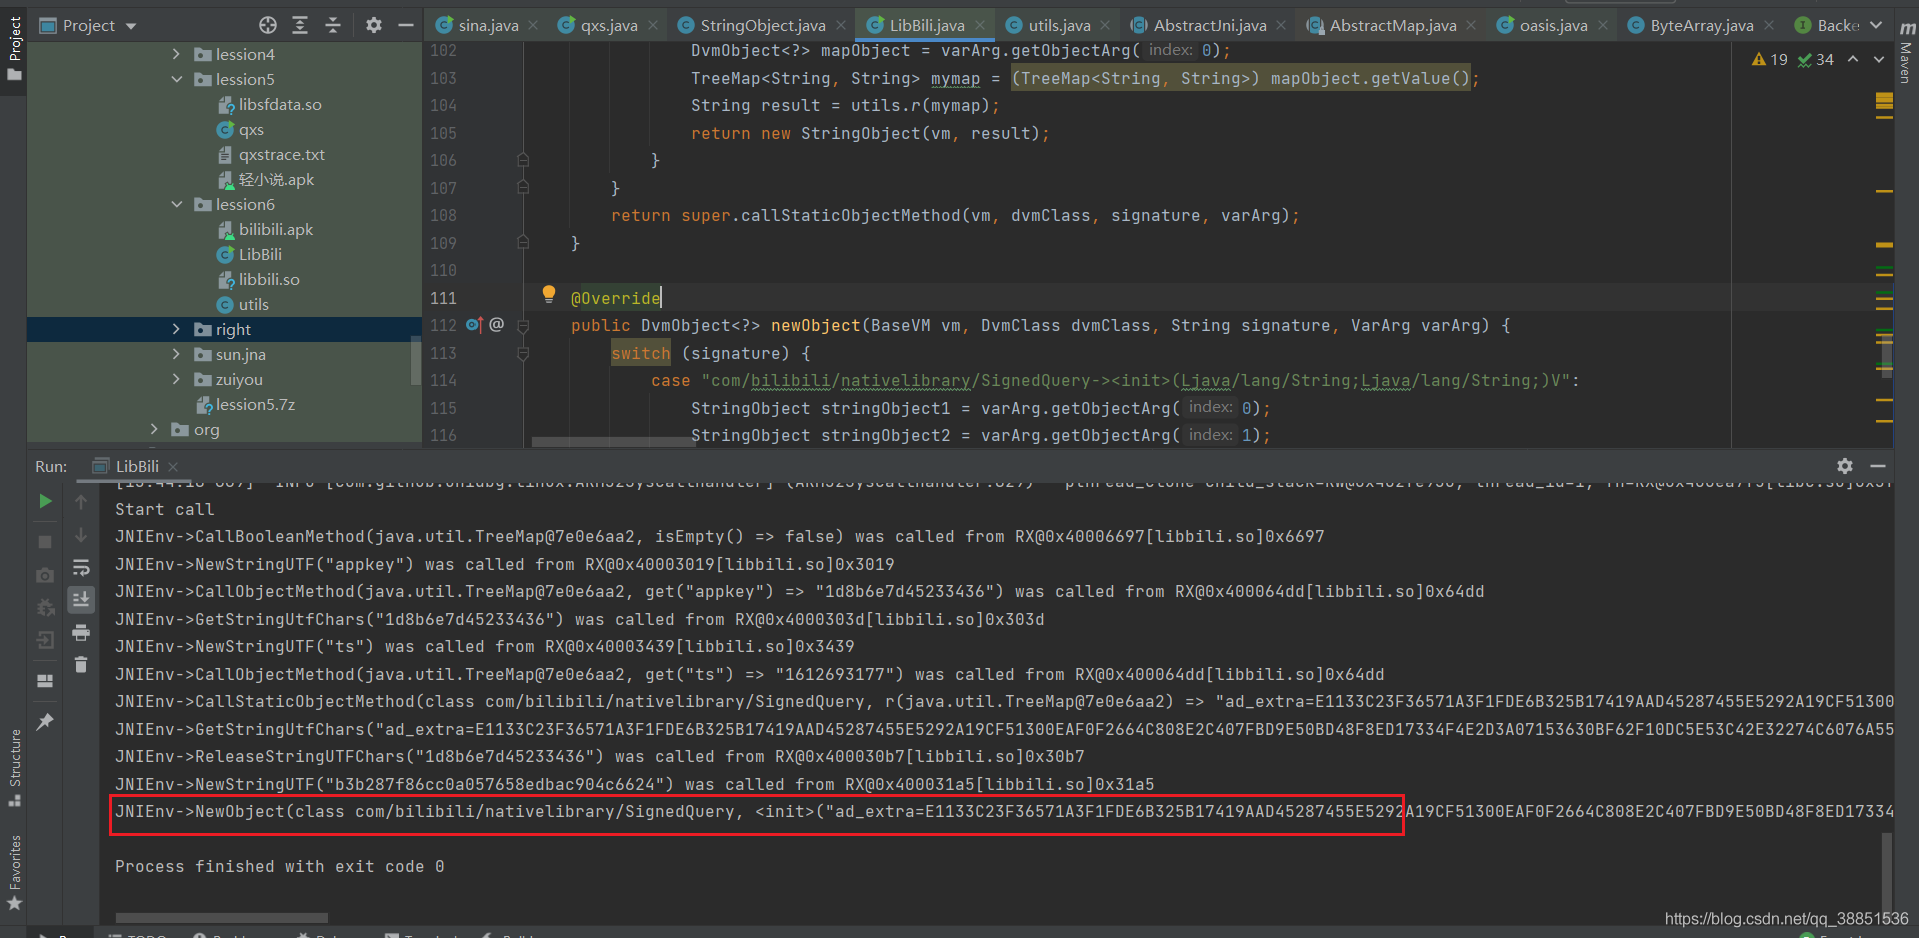 Project
sina.java
qxs.java
StringObject.java
LibBili.java
utils.java
AbstractJni.java
AbstractMap.java
oasis.java
ByteArray.java
Project
Maven
19 34
lession4
lession5
libsfdata.so
qxs
qxstrace.txt
轻小说.apk
lession6
bilibili.apk
LibBili
libbili.so
utils
right
sun.jna
zuiyou
lession5.7z
org
102 DvmObject<?> mapObject = varArg.getObjectArg( index: 0);
103 TreeMap<String, String> mymap = (TreeMap<String, String>) mapObject.getValue();
104 String result = utils.r(mymap);
105 return new StringObject(vm, result);
106 }
107 }
108 return super.callStaticObjectMethod(vm, dvmClass, signature, varArg);
109 }
110
111 @Override
112 @ public DvmObject<?> newObject(BaseVM vm, DvmClass dvmClass, String signature, VarArg varArg) {
113 switch (signature) {
114 case "com/bilibili/nativelibrary/SignedQuery-><init>(Ljava/lang/String;Ljava/lang/String;)V":
115 StringObject stringObject1 = varArg.getObjectArg( index: 0);
116 StringObject stringObject2 = varArg.getObjectArg( index: 1);
Run: LibBili
Start call
JNIEnv->CallBooleanMethod(java.util.TreeMap@7e0e6aa2, isEmpty() => false) was called from RX@0x40006697[libbili.so]0x6697
JNIEnv->NewStringUTF("appkey") was called from RX@0x40003019[libbili.so]0x3019
JNIEnv->CallObjectMethod(java.util.TreeMap@7e0e6aa2, get("appkey") => "1d8b6e7d45233436") was called from RX@0x400064dd[libbili.so]0x64dd
JNIEnv->GetStringUtfChars("1d8b6e7d45233436") was called from RX@0x4000303d[libbili.so]0x303d
JNIEnv->NewStringUTF("ts") was called from RX@0x40003439[libbili.so]0x3439
JNIEnv->CallObjectMethod(java.util.TreeMap@7e0e6aa2, get("ts") => "1612693177") was called from RX@0x400064dd[libbili.so]0x64dd
JNIEnv->CallStaticObjectMethod(class com/bilibili/nativelibrary/SignedQuery, r(java.util.TreeMap@7e0e6aa2) => "ad_extra=E1133C23F36571A3F1FDE6B325B17419AAD45287455E5292A19CF51300
JNIEnv->GetStringUtfChars("ad_extra=E1133C23F36571A3F1FDE6B325B17419AAD45287455E5292A19CF51300EAF0F2664C808E2C407FBD9E50BD48F8ED17334F4E2D3A07153630BF62F10DC5E53C42E32274C6076A55
JNIEnv->ReleaseStringUTFChars("1d8b6e7d45233436") was called from RX@0x400030b7[libbili.so]0x30b7
JNIEnv->NewStringUTF("b3b287f86cc0a057658edbac904c6624") was called from RX@0x400031a5[libbili.so]0x31a5
JNIEnv->NewObject(class com/bilibili/nativelibrary/SignedQuery, <init>("ad_extra=E1133C23F36571A3F1FDE6B325B17419AAD45287455E5292A19CF51300EAF0F2664C808E2C407FBD9E50BD48F8ED17334
Process finished with exit code 0
Structure
Favorites
https://blog.csdn.net/qq_38851536